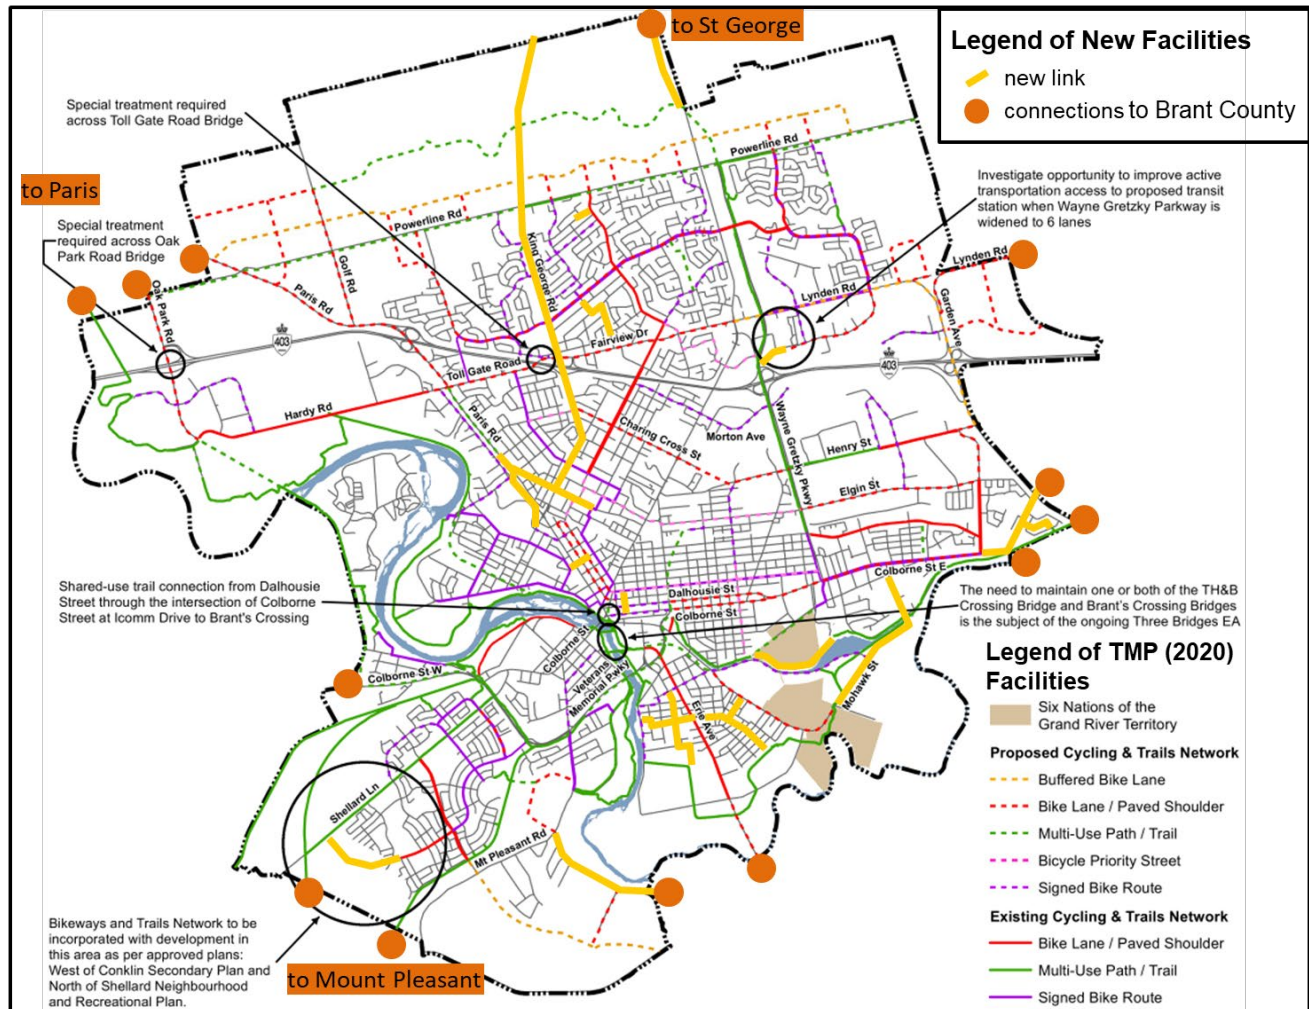 to St George
Legend of New Facilities
new link
connections to Brant County
Special treatment required
across Toll Gate Road Bridge
Powerline Rd
Investigate opportunity to improve active
transportation access to proposed transit
station when Wayne Gretzky Parkway is
widened to 6 lanes
to Paris
Special treatment
required across Oak
Park Road Bridge
Powerline Rd
King George Rd
Golf Rd
Lynden Rd
Oak Park Rd
Paris Rd
Lynden Rd
Garden Ave
403
Fairview Dr
Toll Gate Road
403
Hardy Rd
Paris Rd
Charing Cross St
Morton Ave
Wayne Gretzky Pkwy
Henry St
Elgin St
Colborne St E
Shared-use trail connection from Dalhousie
Street through the intersection of Colborne
Street at Icomm Drive to Brant's Crossing
Dalhousie St
Colborne St
The need to maintain one or both of the TH&B
Crossing Bridge and Brant's Crossing Bridges
is the subject of the ongoing Three Bridges EA
Colborne St W
Colborne St
Veterans
Memorial Pkwy
Mohawk St
Erie Ave
Legend of TMP (2020)
Facilities
Six Nations of the
Grand River Territory
Proposed Cycling & Trails Network
Buffered Bike Lane
Bike Lane / Paved Shoulder
Multi-Use Path / Trail
Bicycle Priority Street
Signed Bike Route
Existing Cycling & Trails Network
Bike Lane / Paved Shoulder
Multi-Use Path / Trail
Signed Bike Route
Shellard Ln
Mt Pleasant Rd
Bikeways and Trails Network to be
incorporated with development in
this area as per approved plans:
West of Conklin Secondary Plan and
North of Shellard Neighbourhood
and Recreational Plan.
to Mount Pleasant